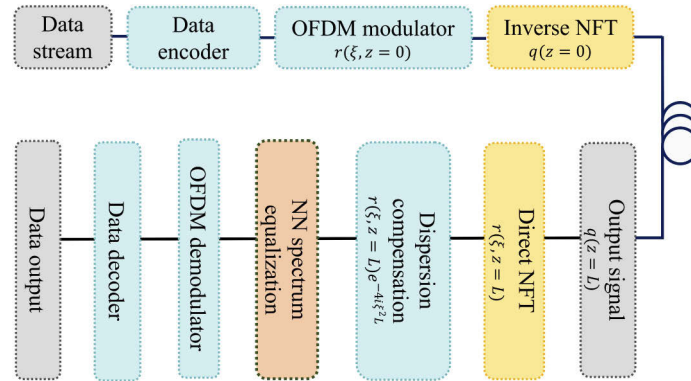 Data
stream
Data
encoder
OFDM modulator
r(ξ, z = 0)
Inverse NFT
q(z = 0)
Data output
Data decoder
OFDM demodulator
NN spectrum
equalization
Dispersion
compensation
r(ξ, z = L)e^{-4iξ²L}
Direct NFT
r(ξ, z = L)
Output signal
q(z = L)